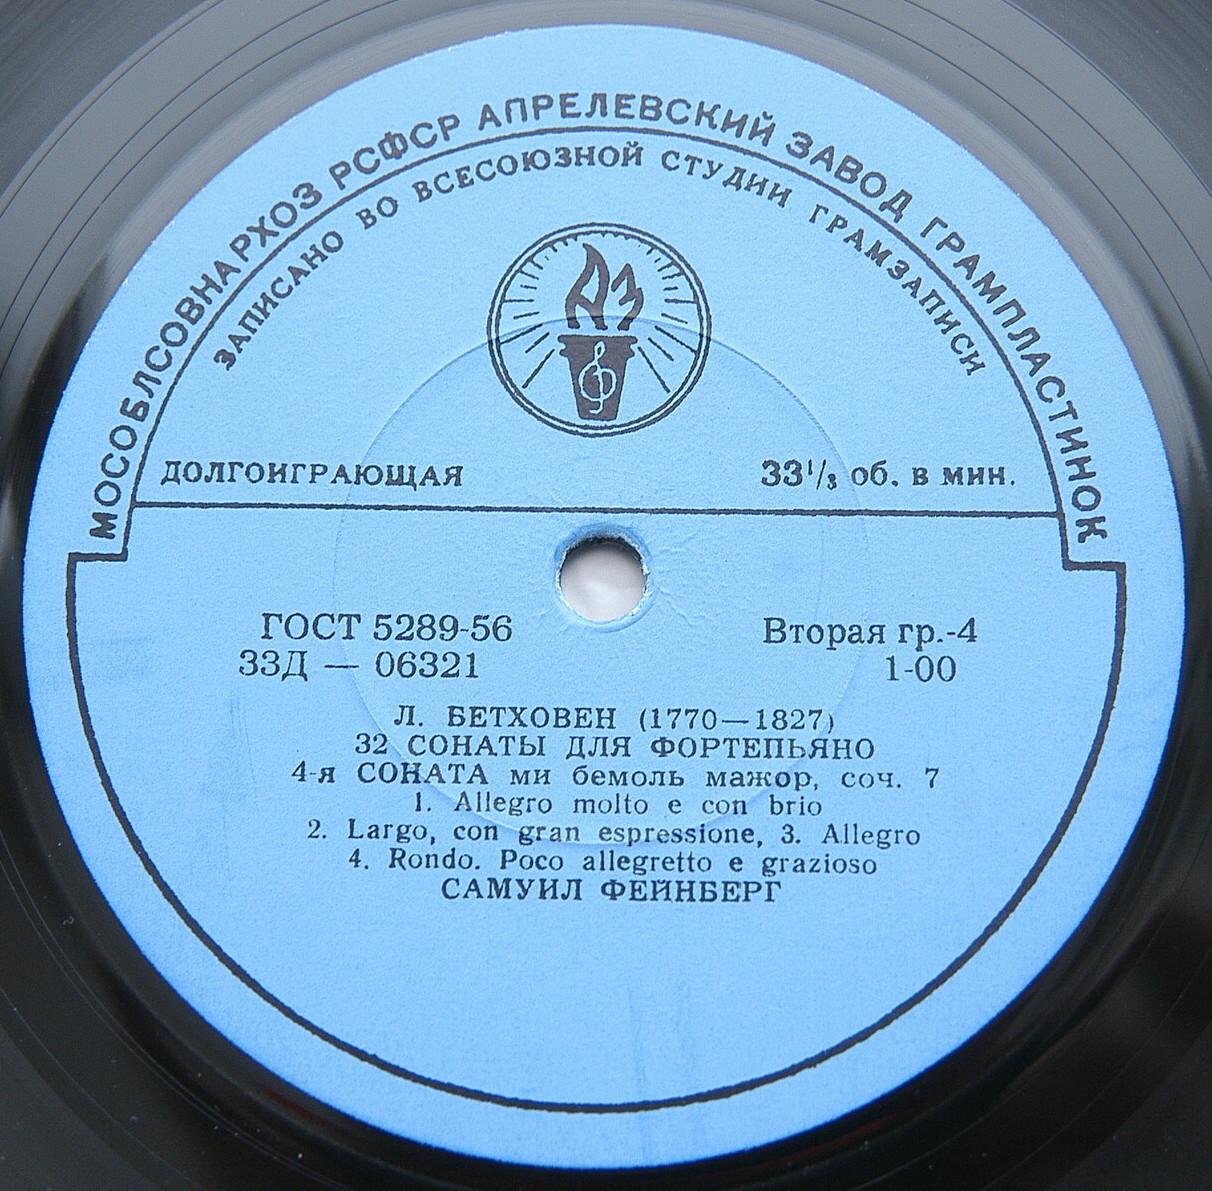 МОСОБЛСОВНАРХОЗ РСФСР АПРЕЛЕВСКИЙ ЗАВОД ГРАМПЛАСТИНОК
ЗАПИСАНО ВО ВСЕСОЮЗНОЙ СТУДИИ ГРАМЗАПИСИ
АЗ
ДОЛГОИГРАЮЩАЯ 33⅓ об. в мин.
ГОСТ 5289-56 Вторая гр.-4
33Д — 06321 1-00
Л. БЕТХОВЕН (1770—1827)
32 СОНАТЫ ДЛЯ ФОРТЕПЬЯНО
4-я СОНАТА ми бемоль мажор, соч. 7
1. Allegro molto e con brio
2. Largo, con gran espressione, 3. Allegro
4. Rondo. Poco allegretto e grazioso
САМУИЛ ФЕЙНБЕРГ